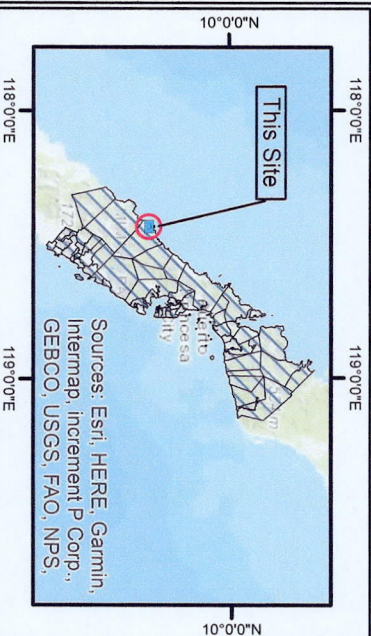 10°0'0"N
118°0'0"E
119°0'0"E
This Site
Sources: Esri, HERE, Garmin,
Intermap, increment P Corp.,
GEBCO, USGS, FAO, NPS,
118°0'0"E
119°0'0"E
10°0'0"N